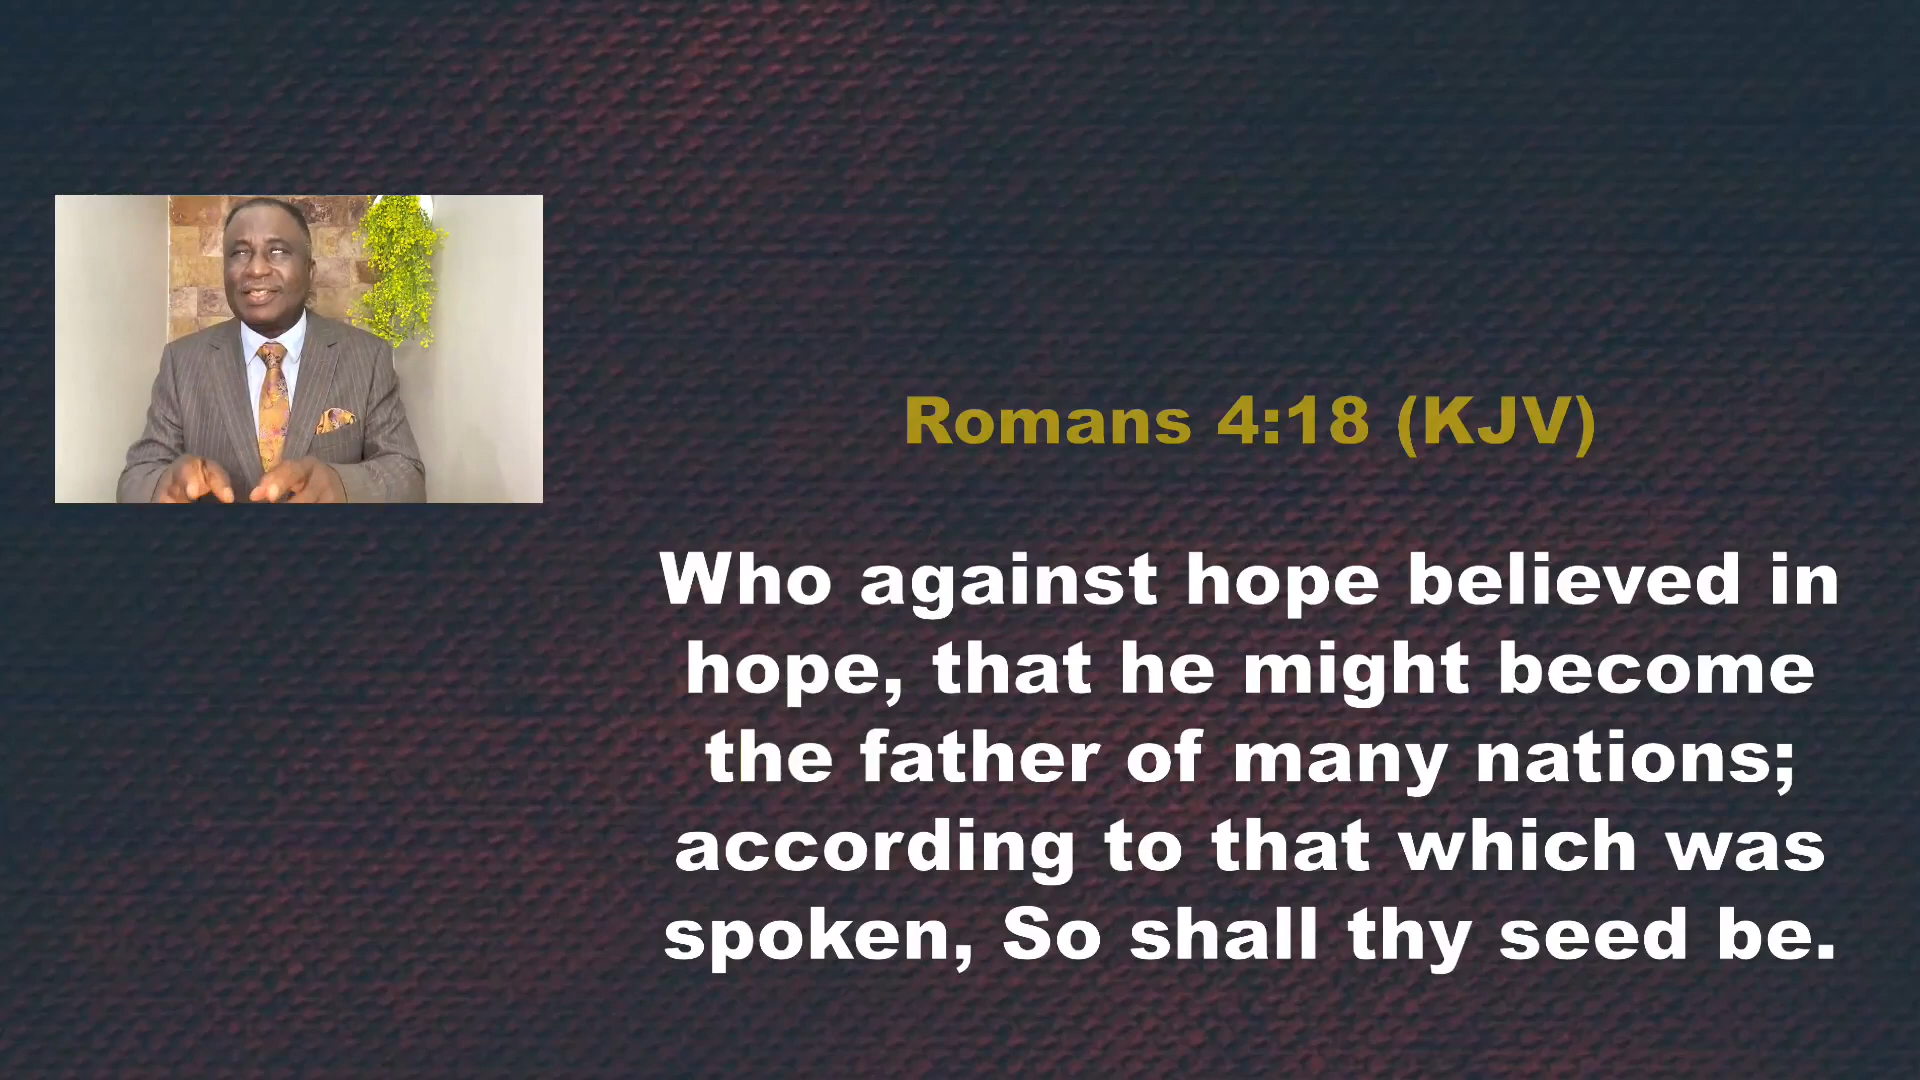 Romans 4:18 (KJV)
Who against hope believed in
hope, that he might become
the father of many nations;
according to that which was
spoken, So shall thy seed be.